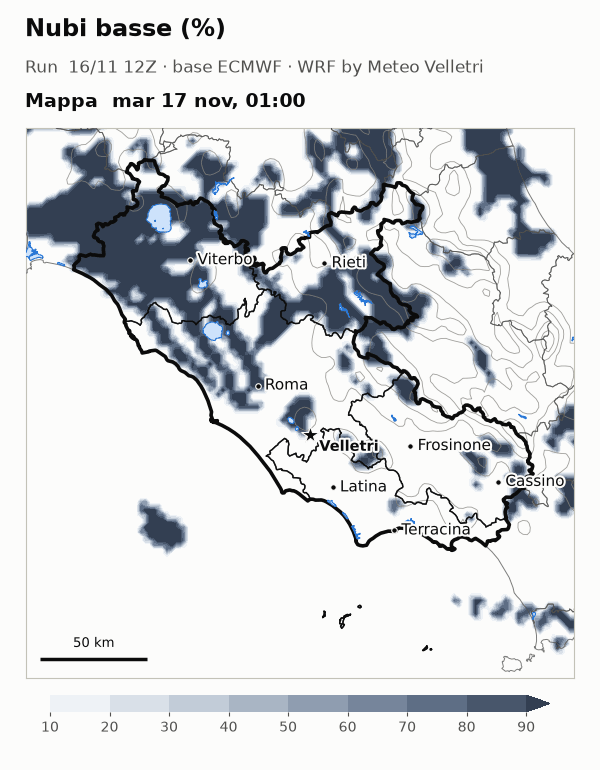 Nubi basse (%)
Run  16/11 12Z · base ECMWF · WRF by Meteo Velletri
Mappa  mar 17 nov, 01:00
Viterbo
Rieti
Roma
Velletri
Frosinone
Cassino
Latina
Terracina
50 km
10 20 30 40 50 60 70 80 90